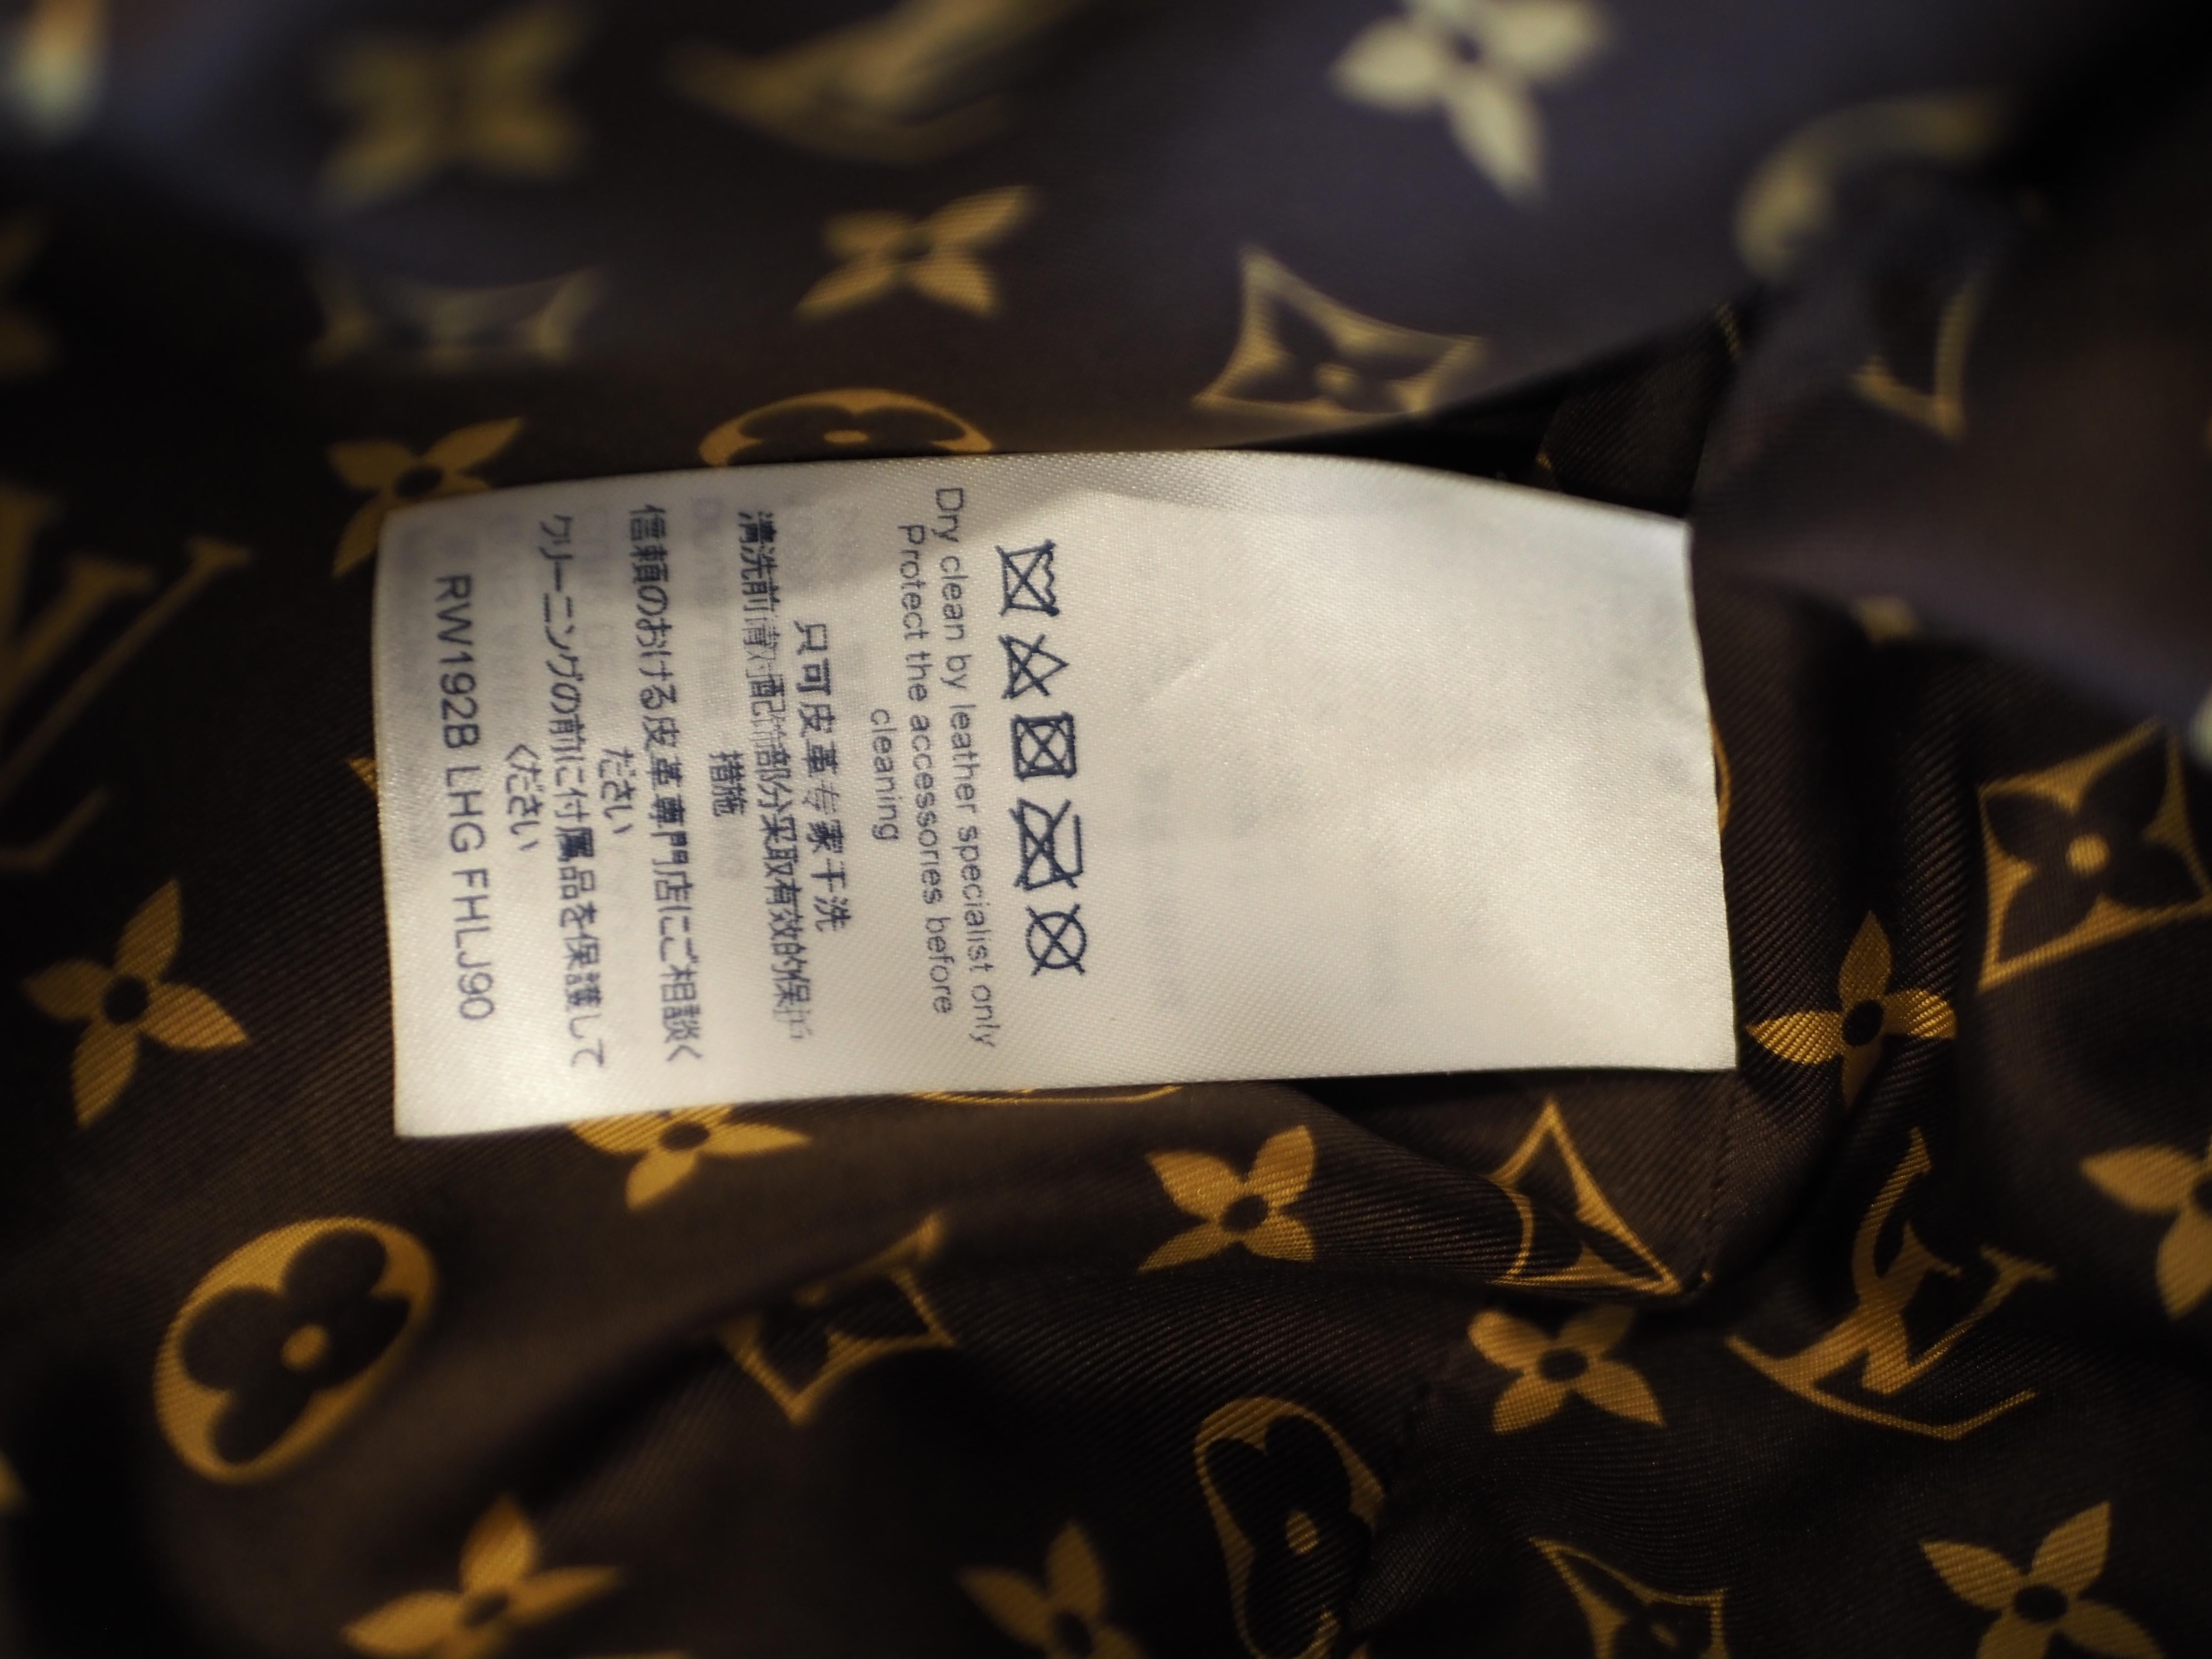 Dry clean by leather specialist only
Protect the accessories before
cleaning
只可皮革专家干洗
清洗前请对配饰部分采取有效的保护
措施
信頼のおける皮革専門店にご相談く
ださい
クリーニングの前に付属品を保護して
ください
RW192B LHG FHLJ90